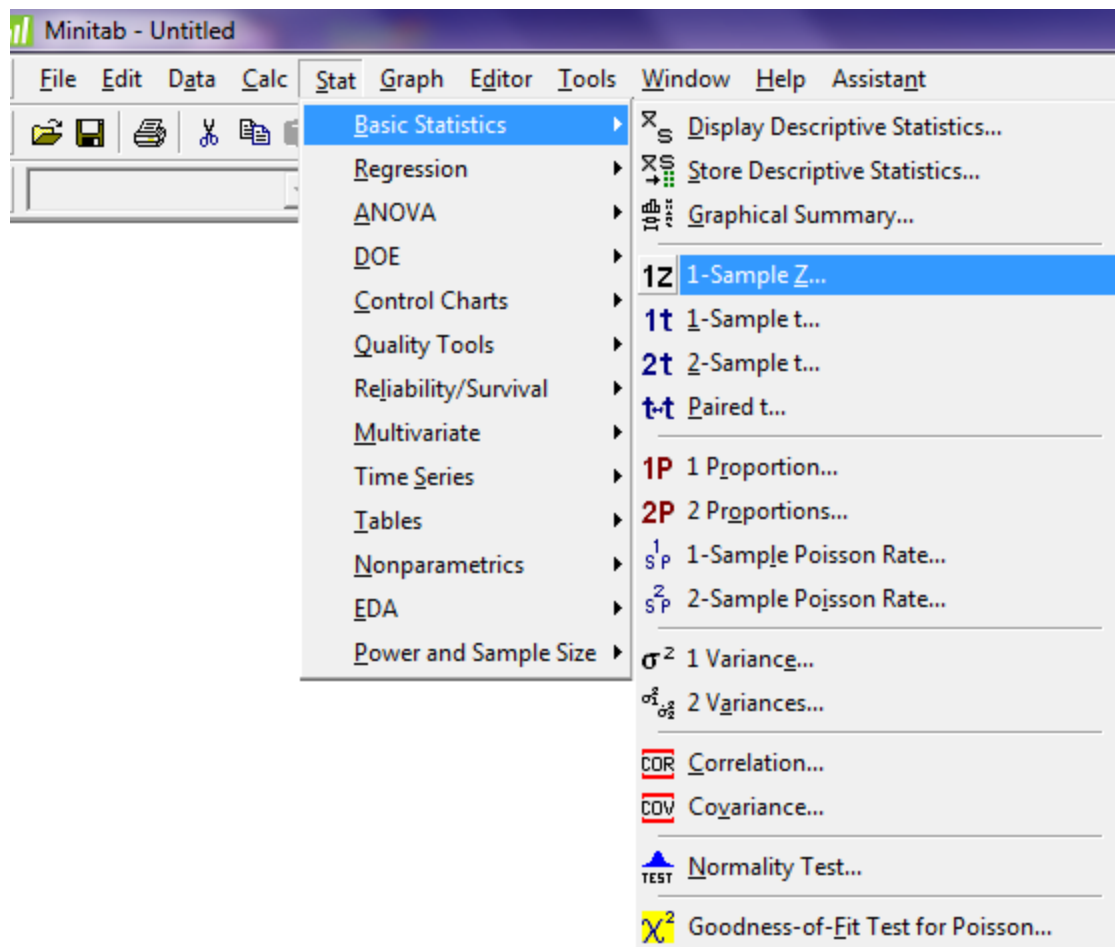 Minitab - Untitled
File Edit Data Calc Stat Graph Editor Tools Window Help Assistant
Basic Statistics
Regression
ANOVA
DOE
Control Charts
Quality Tools
Reliability/Survival
Multivariate
Time Series
Tables
Nonparametrics
EDA
Power and Sample Size
x̄ s Display Descriptive Statistics...
x̄ s Store Descriptive Statistics...
Graphical Summary...
1Z 1-Sample Z...
1t 1-Sample t...
2t 2-Sample t...
t-t Paired t...
1P 1 Proportion...
2P 2 Proportions...
S 1 P 1-Sample Poisson Rate...
S 2 P 2-Sample Poisson Rate...
σ² 1 Variance...
σ²₁ σ²₂ 2 Variances...
COR Correlation...
COV Covariance...
TEST Normality Test...
χ² Goodness-of-Fit Test for Poisson...